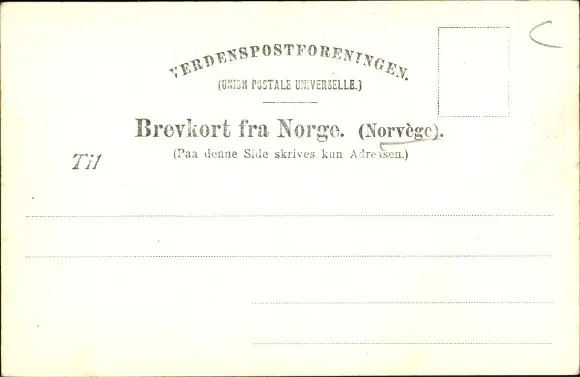 VERDENSPOSTFORENINGEN.
(UNION POSTALE UNIVERSELLE.)
Brevkort fra Norge. (Norvège).
(Paa denne Side skrives kun Adressen.)
Til
C